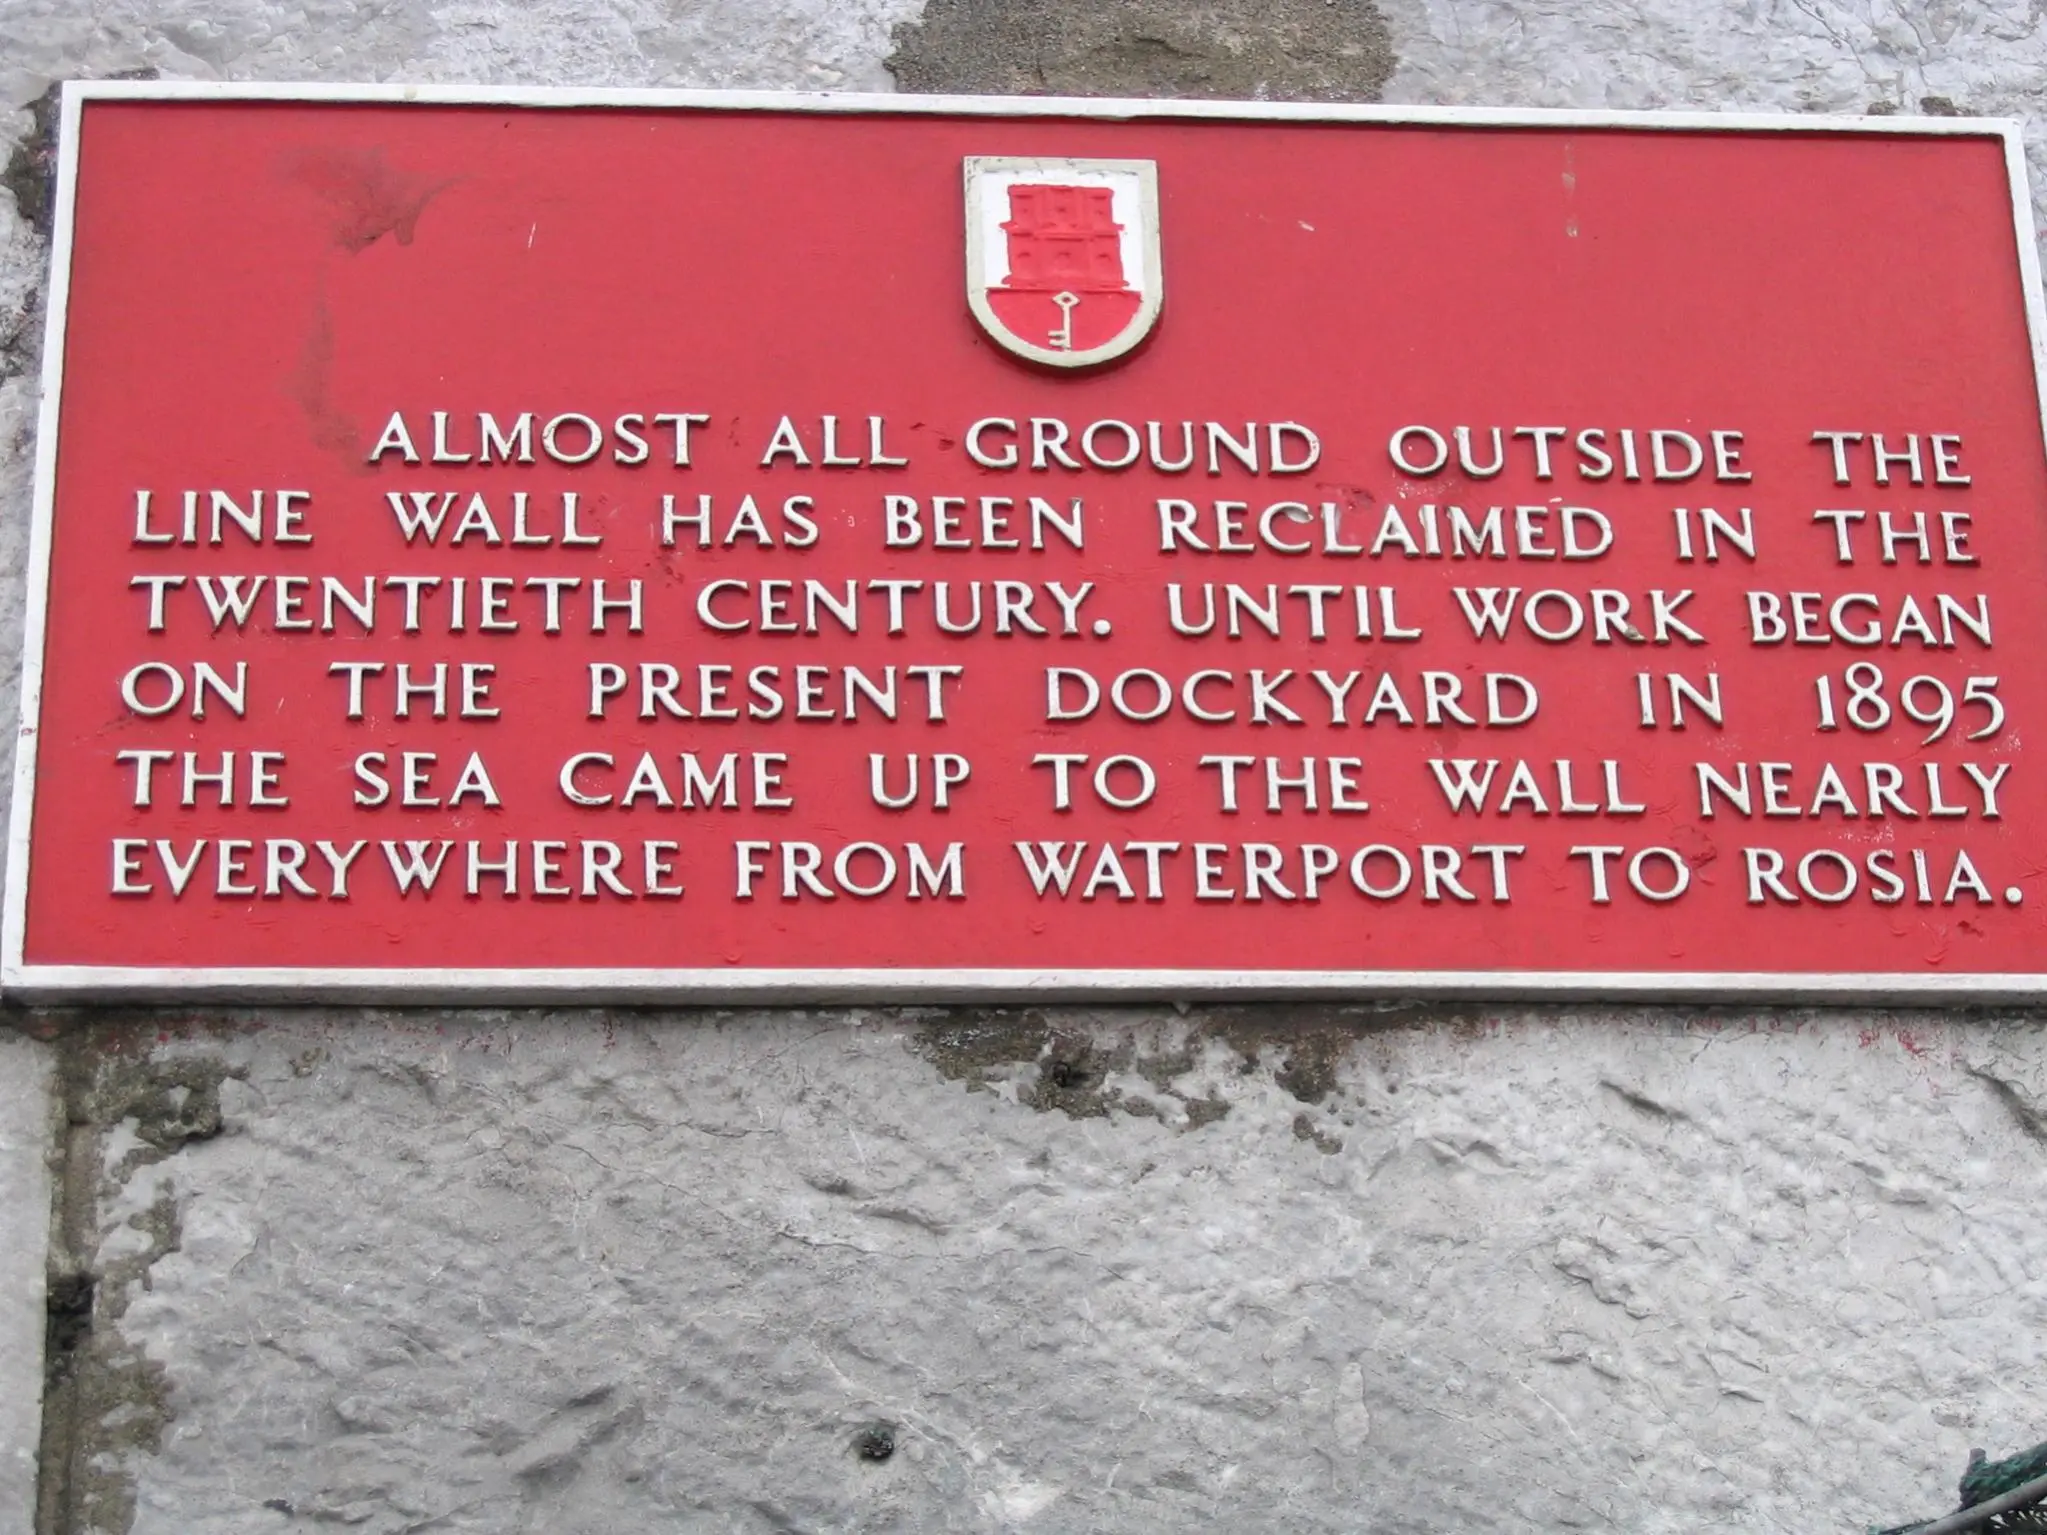 ALMOST ALL GROUND OUTSIDE THE
LINE WALL HAS BEEN RECLAIMED IN THE
TWENTIETH CENTURY. UNTIL WORK BEGAN
ON THE PRESENT DOCKYARD IN 1895
THE SEA CAME UP TO THE WALL NEARLY
EVERYWHERE FROM WATERPORT TO ROSIA.